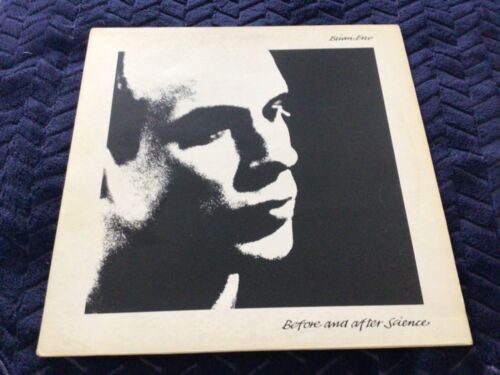 Brian Eno
Before and after Science